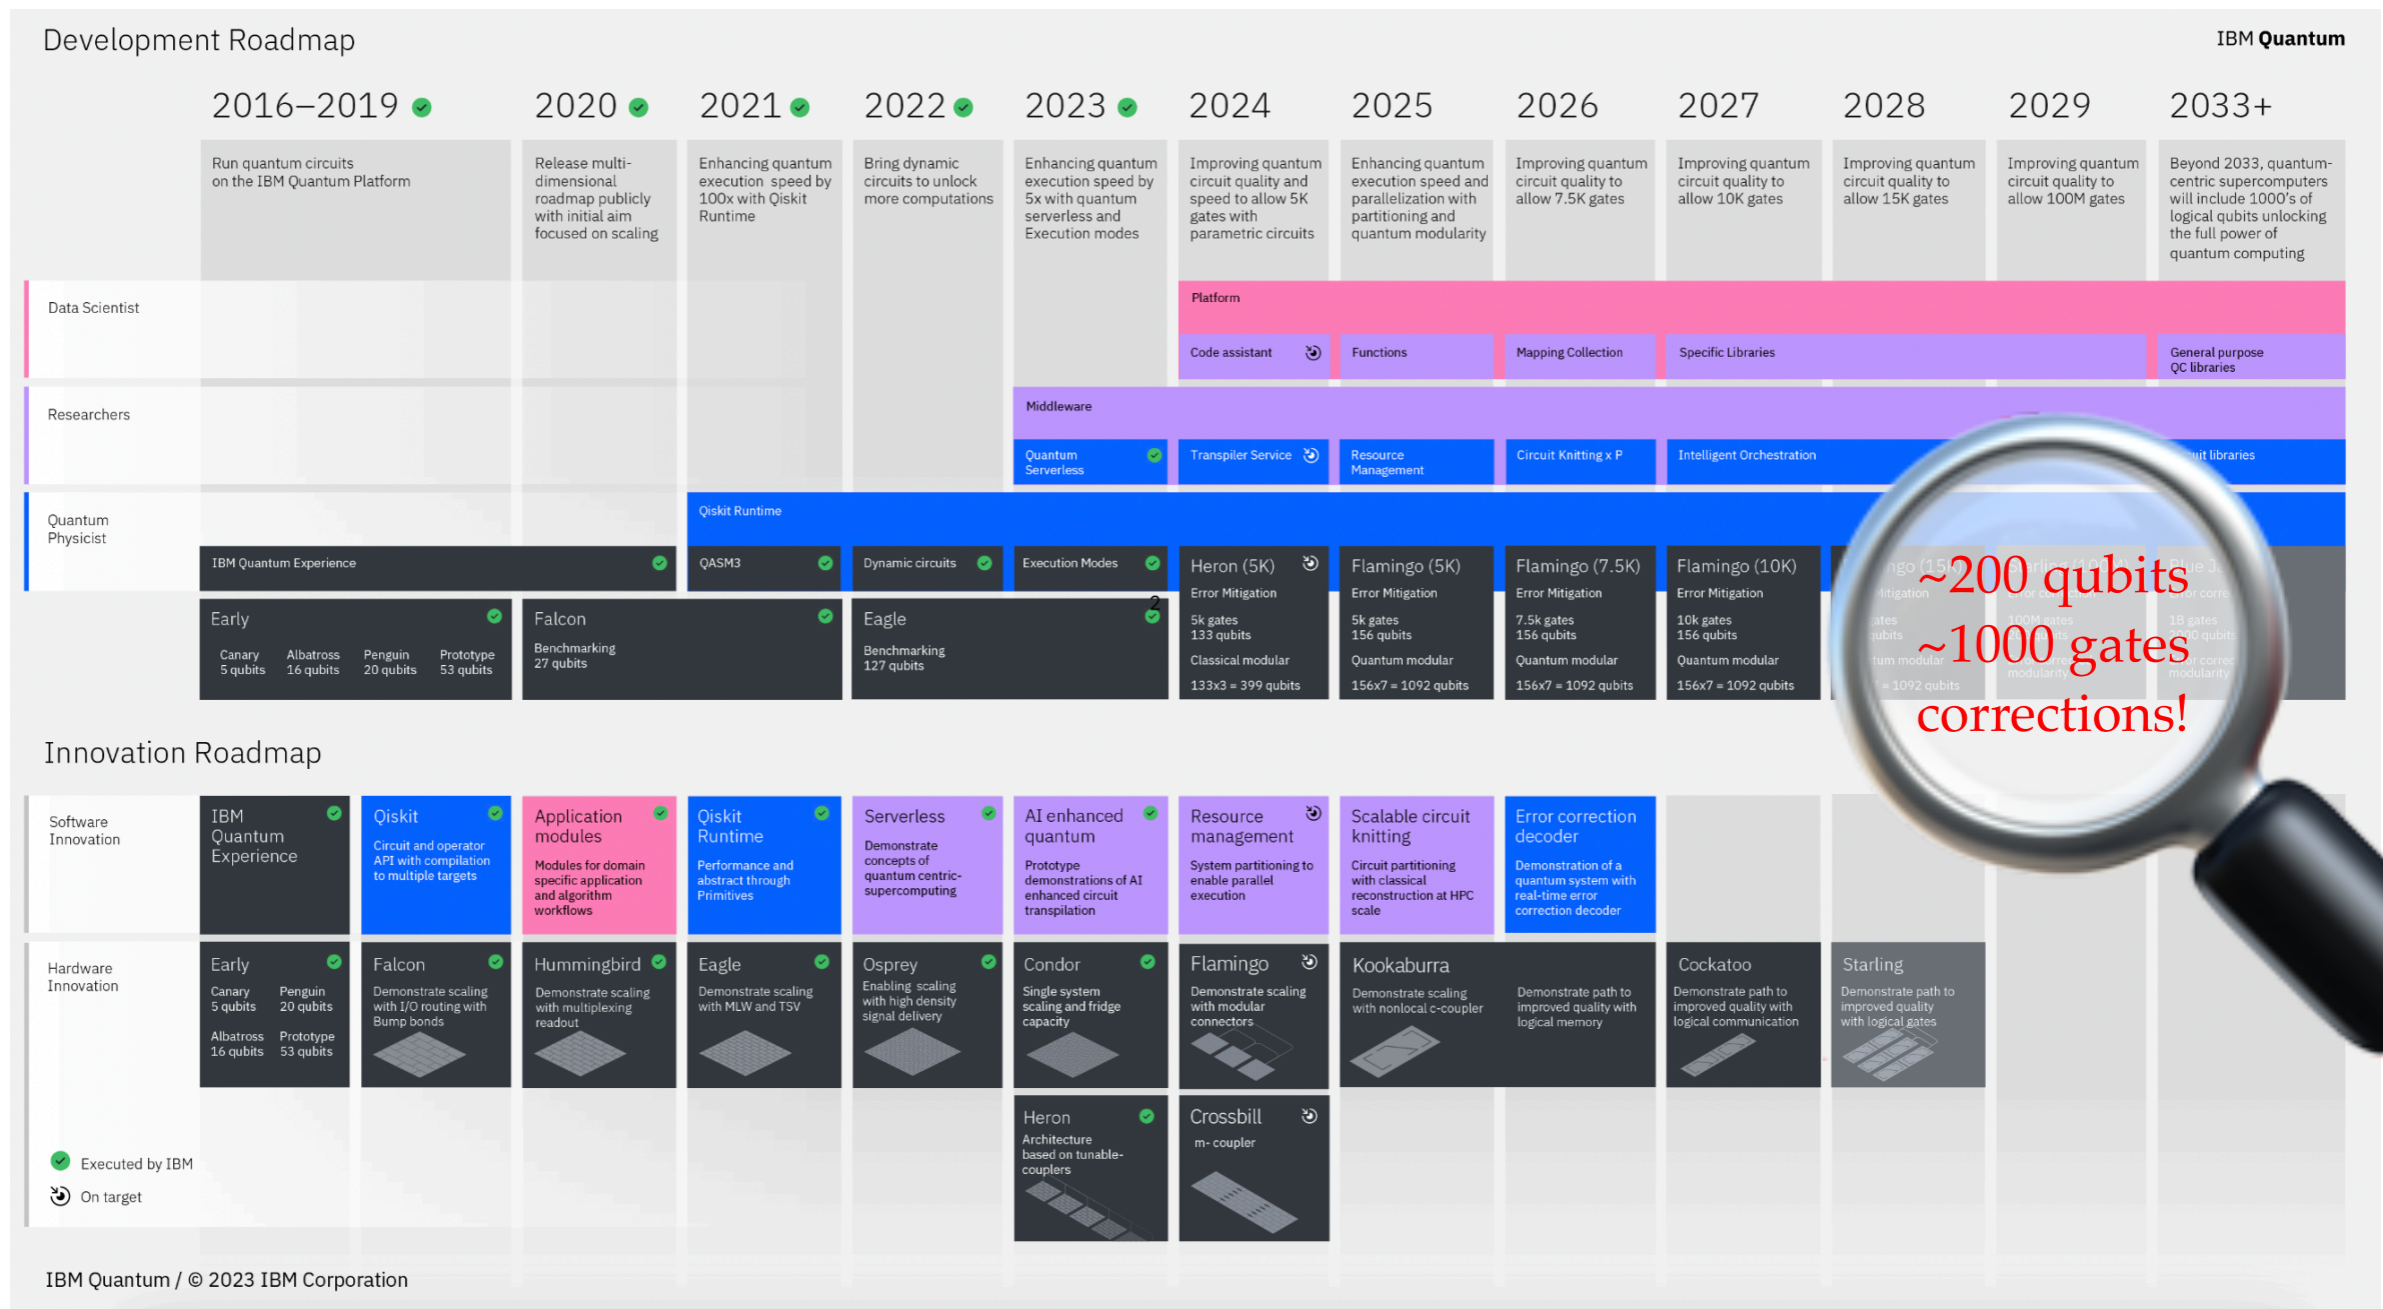 Development Roadmap
IBM Quantum
2016–2019
2020
2021
2022
2023
2024
2025
2026
2027
2028
2029
2033+
Run quantum circuits
on the IBM Quantum Platform
Release multi-
dimensional
roadmap publicly
with initial aim
focused on scaling
Enhancing quantum
execution speed by
100x with Qiskit
Runtime
Bring dynamic
circuits to unlock
more computations
Enhancing quantum
execution speed by
5x with quantum
serverless and
Execution modes
Improving quantum
circuit quality and
speed to allow 5K
gates with
parametric circuits
Enhancing quantum
execution speed and
parallelization with
partitioning and
quantum modularity
Improving quantum
circuit quality to
allow 7.5K gates
Improving quantum
circuit quality to
allow 10K gates
Improving quantum
circuit quality to
allow 15K gates
Improving quantum
circuit quality to
allow 100M gates
Beyond 2033, quantum-
centric supercomputers
will include 1000's of
logical qubits unlocking
the full power of
quantum computing
Data Scientist
Platform
Code assistant
Functions
Mapping Collection
Specific Libraries
General purpose
QC libraries
Researchers
Middleware
Quantum
Serverless
Transpiler Service
Resource
Management
Circuit Knitting x P
Intelligent Orchestration
libraries
Quantum
Physicist
Qiskit Runtime
IBM Quantum Experience
QASM3
Dynamic circuits
Execution Modes
Early
Canary
5 qubits
Albatross
16 qubits
Penguin
20 qubits
Prototype
53 qubits
Falcon
Benchmarking
27 qubits
Eagle
Benchmarking
127 qubits
2
Heron (5K)
Error Mitigation
5k gates
133 qubits
Classical modular
133x3 = 399 qubits
Flamingo (5K)
Error Mitigation
5k gates
156 qubits
Quantum modular
156x7 = 1092 qubits
Flamingo (7.5K)
Error Mitigation
7.5k gates
156 qubits
Quantum modular
156x7 = 1092 qubits
Flamingo (10K)
Error Mitigation
10k gates
156 qubits
Quantum modular
156x7 = 1092 qubits
= 1092 qubits
100M gates
modularity
1B gates
modularity
~200 qubits
~1000 gates
corrections!
Innovation Roadmap
Software
Innovation
IBM
Quantum
Experience
Qiskit
Circuit and operator
API with compilation
to multiple targets
Application
modules
Modules for domain
specific application
and algorithm
workflows
Qiskit
Runtime
Performance and
abstract through
Primitives
Serverless
Demonstrate
concepts of
quantum centric-
supercomputing
AI enhanced
quantum
Prototype
demonstrations of AI
enhanced circuit
transpilation
Resource
management
System partitioning to
enable parallel
execution
Scalable circuit
knitting
Circuit partitioning
with classical
reconstruction at HPC
scale
Error correction
decoder
Demonstration of a
quantum system with
real-time error
correction decoder
Hardware
Innovation
Early
Canary
5 qubits
Penguin
20 qubits
Albatross
16 qubits
Prototype
53 qubits
Falcon
Demonstrate scaling
with I/O routing with
Bump bonds
Hummingbird
Demonstrate scaling
with multiplexing
readout
Eagle
Demonstrate scaling
with MLW and TSV
Osprey
Enabling scaling
with high density
signal delivery
Condor
Single system
scaling and fridge
capacity
Flamingo
Demonstrate scaling
with modular
connectors
Kookaburra
Demonstrate scaling
with nonlocal c-coupler
Demonstrate path to
improved quality with
logical memory
Cockatoo
Demonstrate path to
improved quality with
logical communication
Starling
Demonstrate path to
improved quality
with logical gates
Heron
Architecture
based on tunable-
couplers
Crossbill
m- coupler
Executed by IBM
On target
IBM Quantum / © 2023 IBM Corporation